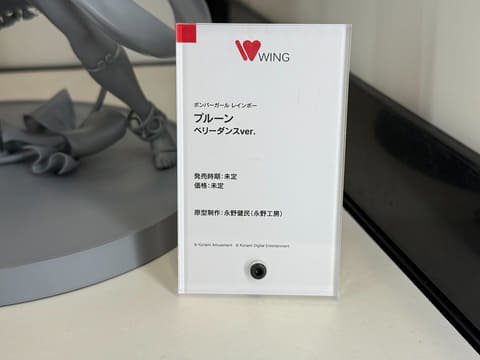 WING
ボンバーガール レインボー
プルーン
ベリーダンスver.
発売時期：未定
価格：未定
原型制作：永野健民（永野工房）
© Konami Amusement © Konami Digital Entertainment